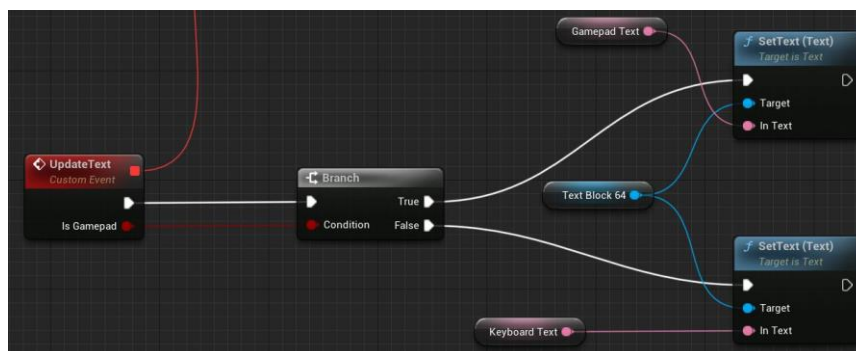 UpdateText
Custom Event
Is Gamepad
Branch
Condition
True
False
Gamepad Text
Text Block 64
Keyboard Text
f SetText (Text)
Target is Text
Target
In Text
f SetText (Text)
Target is Text
Target
In Text